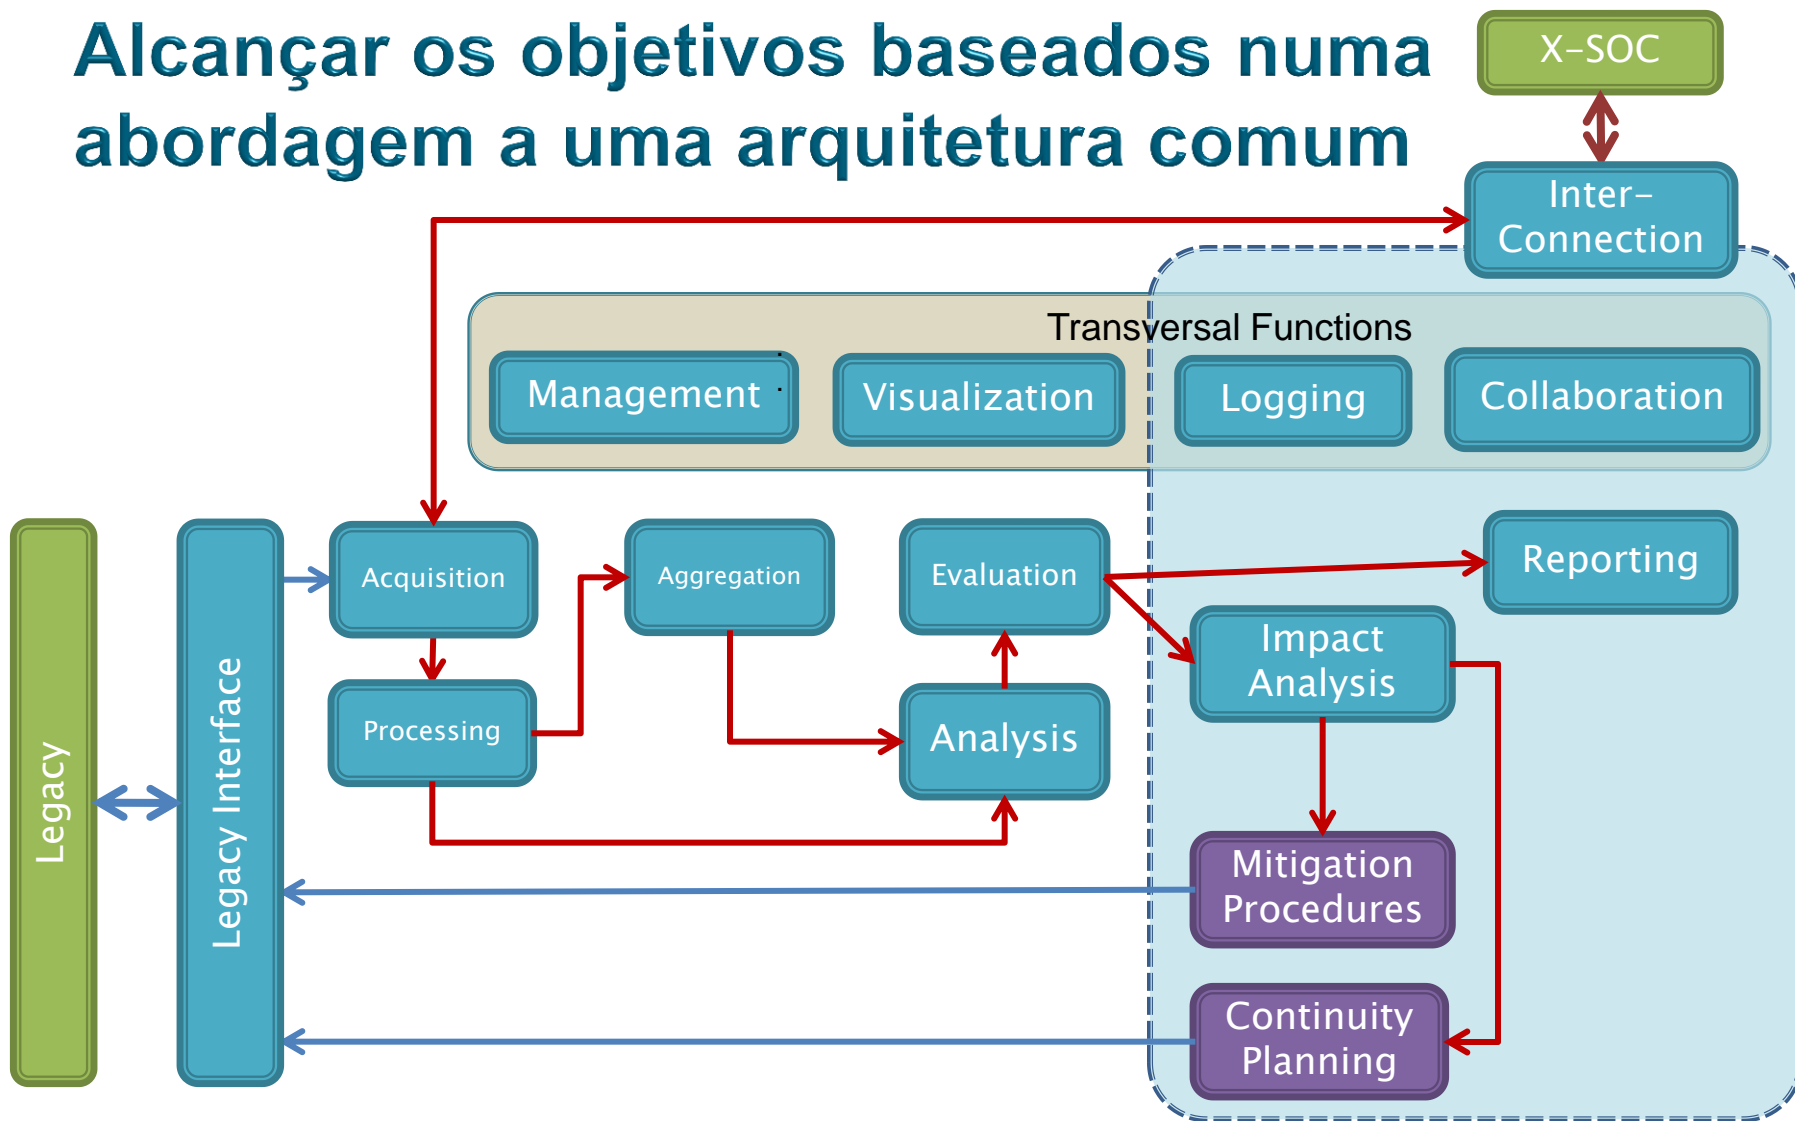 Alcançar os objetivos baseados numa
abordagem a uma arquitetura comum
X-SOC
Inter-
Connection
Transversal Functions
Management
Visualization
Logging
Collaboration
Legacy
Legacy Interface
Acquisition
Aggregation
Evaluation
Reporting
Processing
Analysis
Impact
Analysis
Mitigation
Procedures
Continuity
Planning